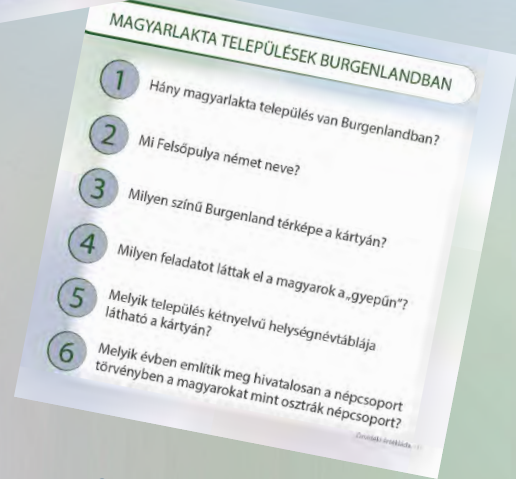 MAGYARLAKTA TELEPÜLÉSEK BURGENLANDBAN
1 Hány magyarlakta település van Burgenlandban?
2 Mi Felsőpulya német neve?
3 Milyen színű Burgenland térképe a kártyán?
4 Milyen feladatot láttak el a magyarok a „gyepűn"?
5 Melyik település kétnyelvű helységnévtáblája
látható a kártyán?
6 Melyik évben említik meg hivatalosan a népcsoport
törvényben a magyarokat mint osztrák népcsoport?